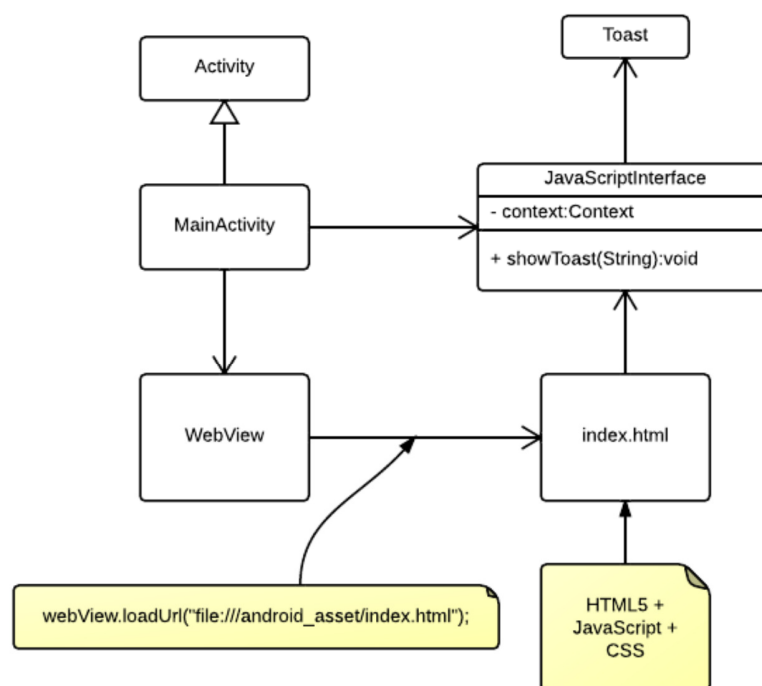 Activity
Toast
MainActivity
JavaScriptInterface
- context:Context
+ showToast(String):void
WebView
index.html
webView.loadUrl("file:///android_asset/index.html");
HTML5 +
JavaScript +
CSS